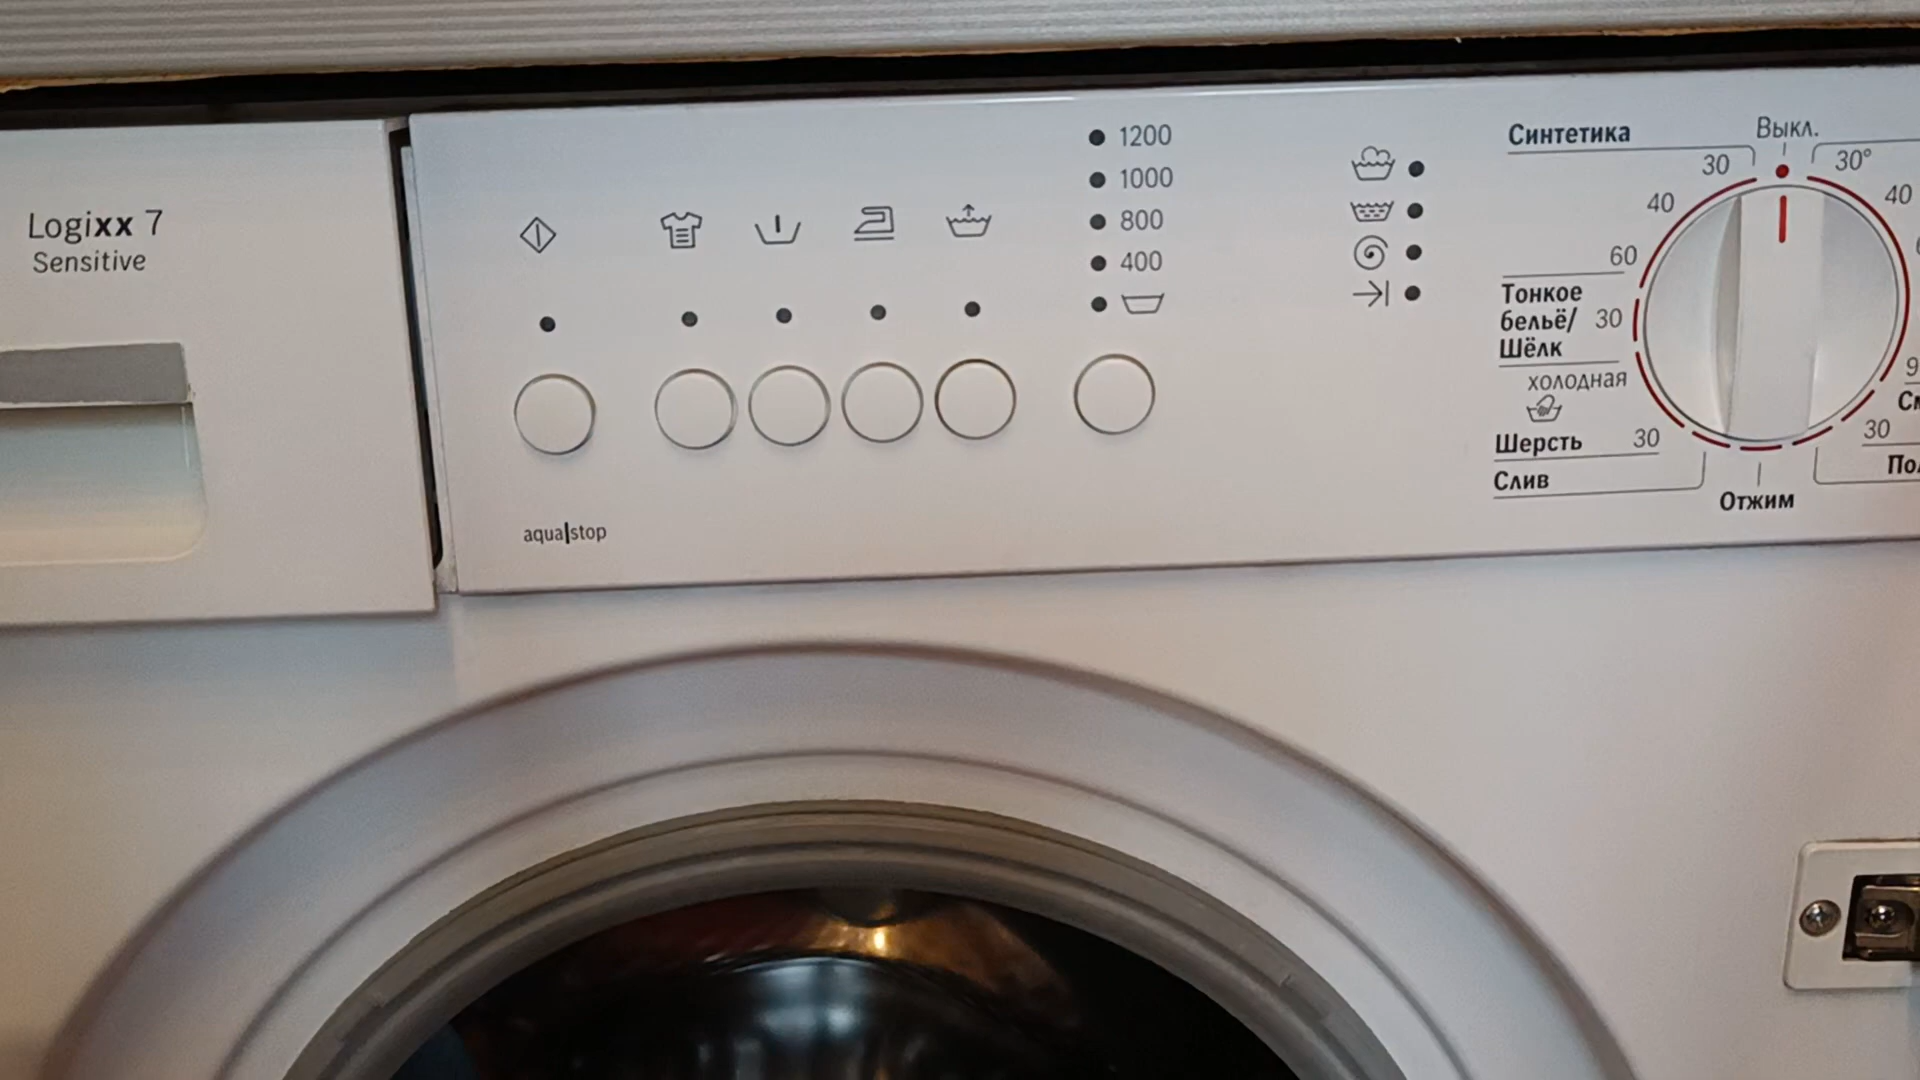 Logixx 7
Sensitive
aqua|stop
1200
1000
800
400
Синтетика
Выкл.
30
30°
40
40
60
Тонкое
бельё/
Шёлк
30
холодная
Шерсть 30
Слив
Отжим
30